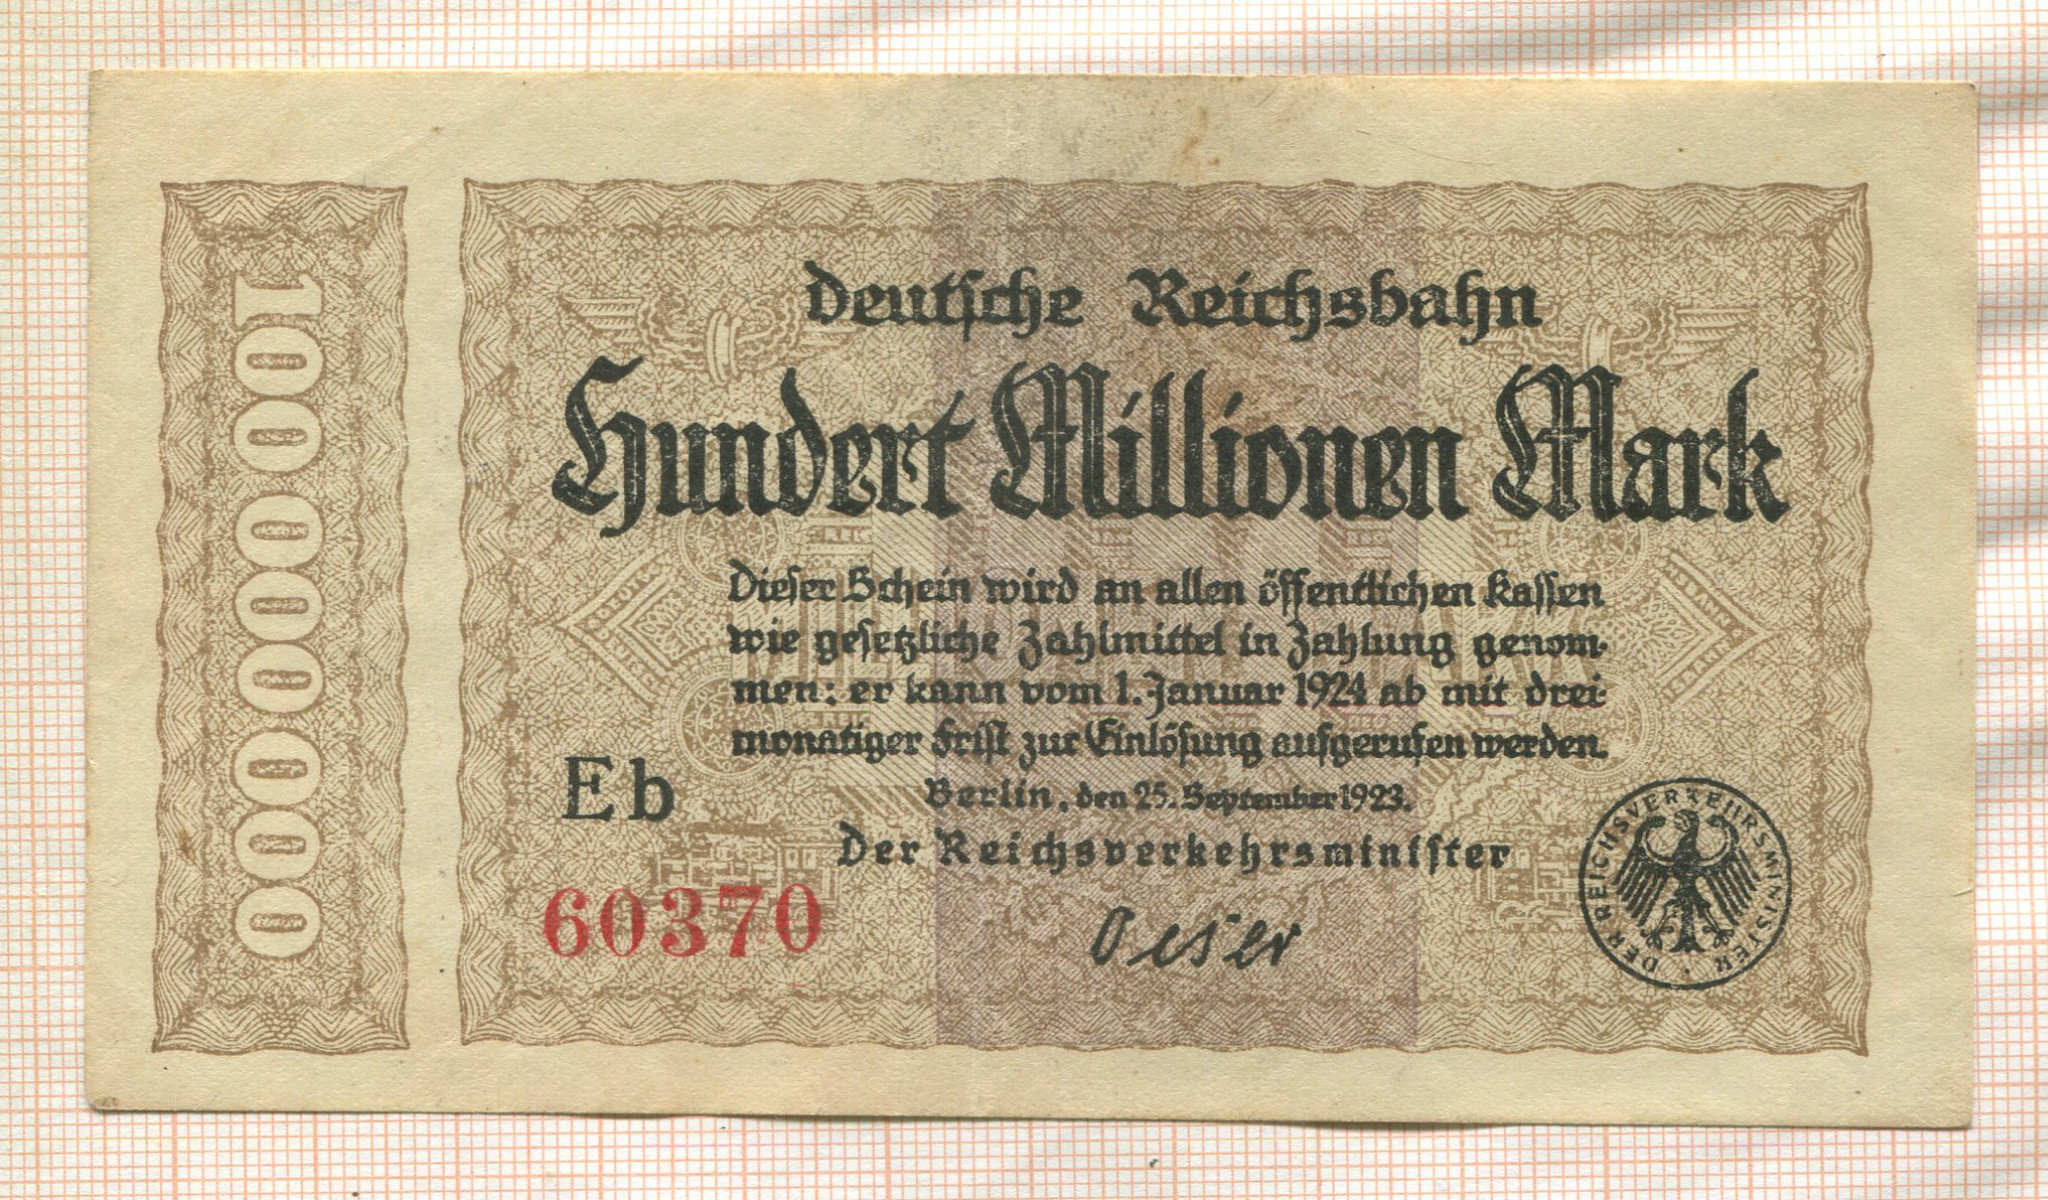 100000000
Deutsche Reichsbahn
Hundert Millionen Mark
Dieser Schein wird an allen öffentlichen Kassen
wie gesetzliche Zahlmittel in Zahlung genom-
men: er kann vom 1. Januar 1924 ab mit drei-
monatiger Frist zur Einlösung aufgerufen werden.
Berlin, den 25. September 1923.
Der Reichsverkehrsminister
Eb
60370
Oeser
DER REICHSVERKEHRSMINISTER